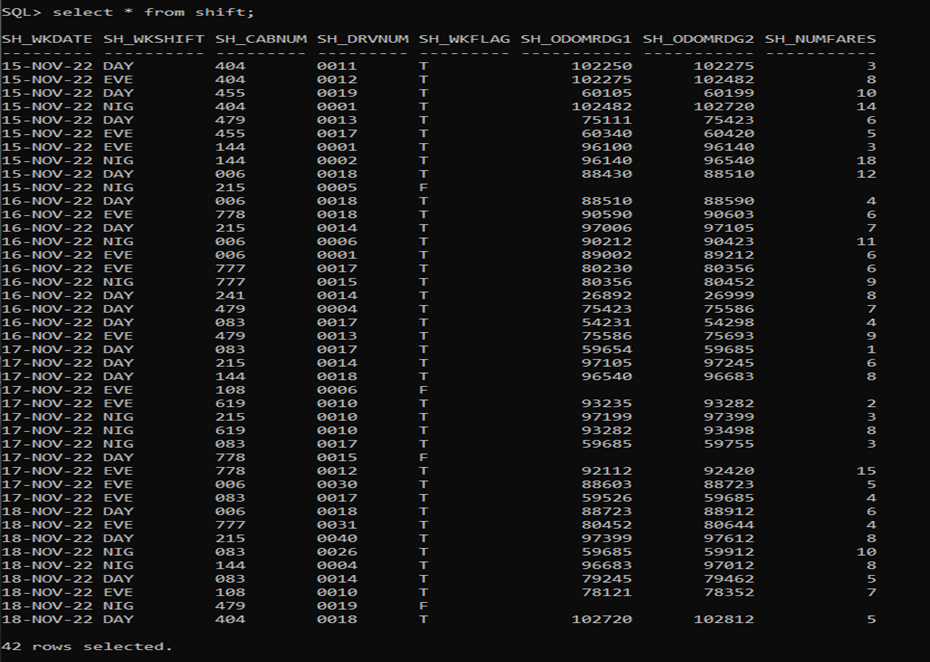 SQL> select * from shift;
SH_WKDATE SH_WKSHIFT SH_CABNUM SH_DRVNUM SH_WKFLAG SH_ODOMRDG1 SH_ODOMRDG2 SH_NUMFARES
--------- ---------- --------- --------- --------- ----------- ----------- -----------
15-NOV-22 DAY 404 0011 T 102250 102275 3
15-NOV-22 EVE 404 0012 T 102275 102482 8
15-NOV-22 DAY 455 0019 T 60105 60199 10
15-NOV-22 NIG 404 0001 T 102482 102720 14
15-NOV-22 DAY 479 0013 T 75111 75423 6
15-NOV-22 EVE 455 0017 T 60340 60420 5
15-NOV-22 EVE 144 0001 T 96100 96140 3
15-NOV-22 NIG 144 0002 T 96140 96540 18
15-NOV-22 DAY 006 0018 T 88430 88510 12
15-NOV-22 NIG 215 0005 F
16-NOV-22 DAY 006 0018 T 88510 88590 4
16-NOV-22 EVE 778 0018 T 90590 90603 6
16-NOV-22 DAY 215 0014 T 97006 97105 7
16-NOV-22 NIG 006 0006 T 90212 90423 11
16-NOV-22 EVE 006 0001 T 89002 89212 6
16-NOV-22 EVE 777 0017 T 80230 80356 6
16-NOV-22 NIG 777 0015 T 80356 80452 9
16-NOV-22 DAY 241 0014 T 26892 26999 8
16-NOV-22 DAY 479 0004 T 75423 75586 7
16-NOV-22 DAY 083 0017 T 54231 54298 4
16-NOV-22 EVE 479 0013 T 75586 75693 9
17-NOV-22 DAY 083 0017 T 59654 59685 1
17-NOV-22 DAY 215 0014 T 97105 97245 6
17-NOV-22 DAY 144 0018 T 96540 96683 8
17-NOV-22 EVE 108 0006 F
17-NOV-22 EVE 619 0010 T 93235 93282 2
17-NOV-22 NIG 215 0010 T 97199 97399 3
17-NOV-22 NIG 619 0010 T 93282 93498 8
17-NOV-22 NIG 083 0017 T 59685 59755 3
17-NOV-22 DAY 778 0015 F
17-NOV-22 EVE 778 0012 T 92112 92420 15
17-NOV-22 EVE 006 0030 T 88603 88723 5
17-NOV-22 EVE 083 0017 T 59526 59685 4
18-NOV-22 DAY 006 0018 T 88723 88912 6
18-NOV-22 EVE 777 0031 T 80452 80644 4
18-NOV-22 DAY 215 0040 T 97399 97612 8
18-NOV-22 NIG 083 0026 T 59685 59912 10
18-NOV-22 NIG 144 0004 T 96683 97012 8
18-NOV-22 DAY 083 0014 T 79245 79462 5
18-NOV-22 EVE 108 0010 T 78121 78352 7
18-NOV-22 NIG 479 0019 F
18-NOV-22 DAY 404 0018 T 102720 102812 5
42 rows selected.